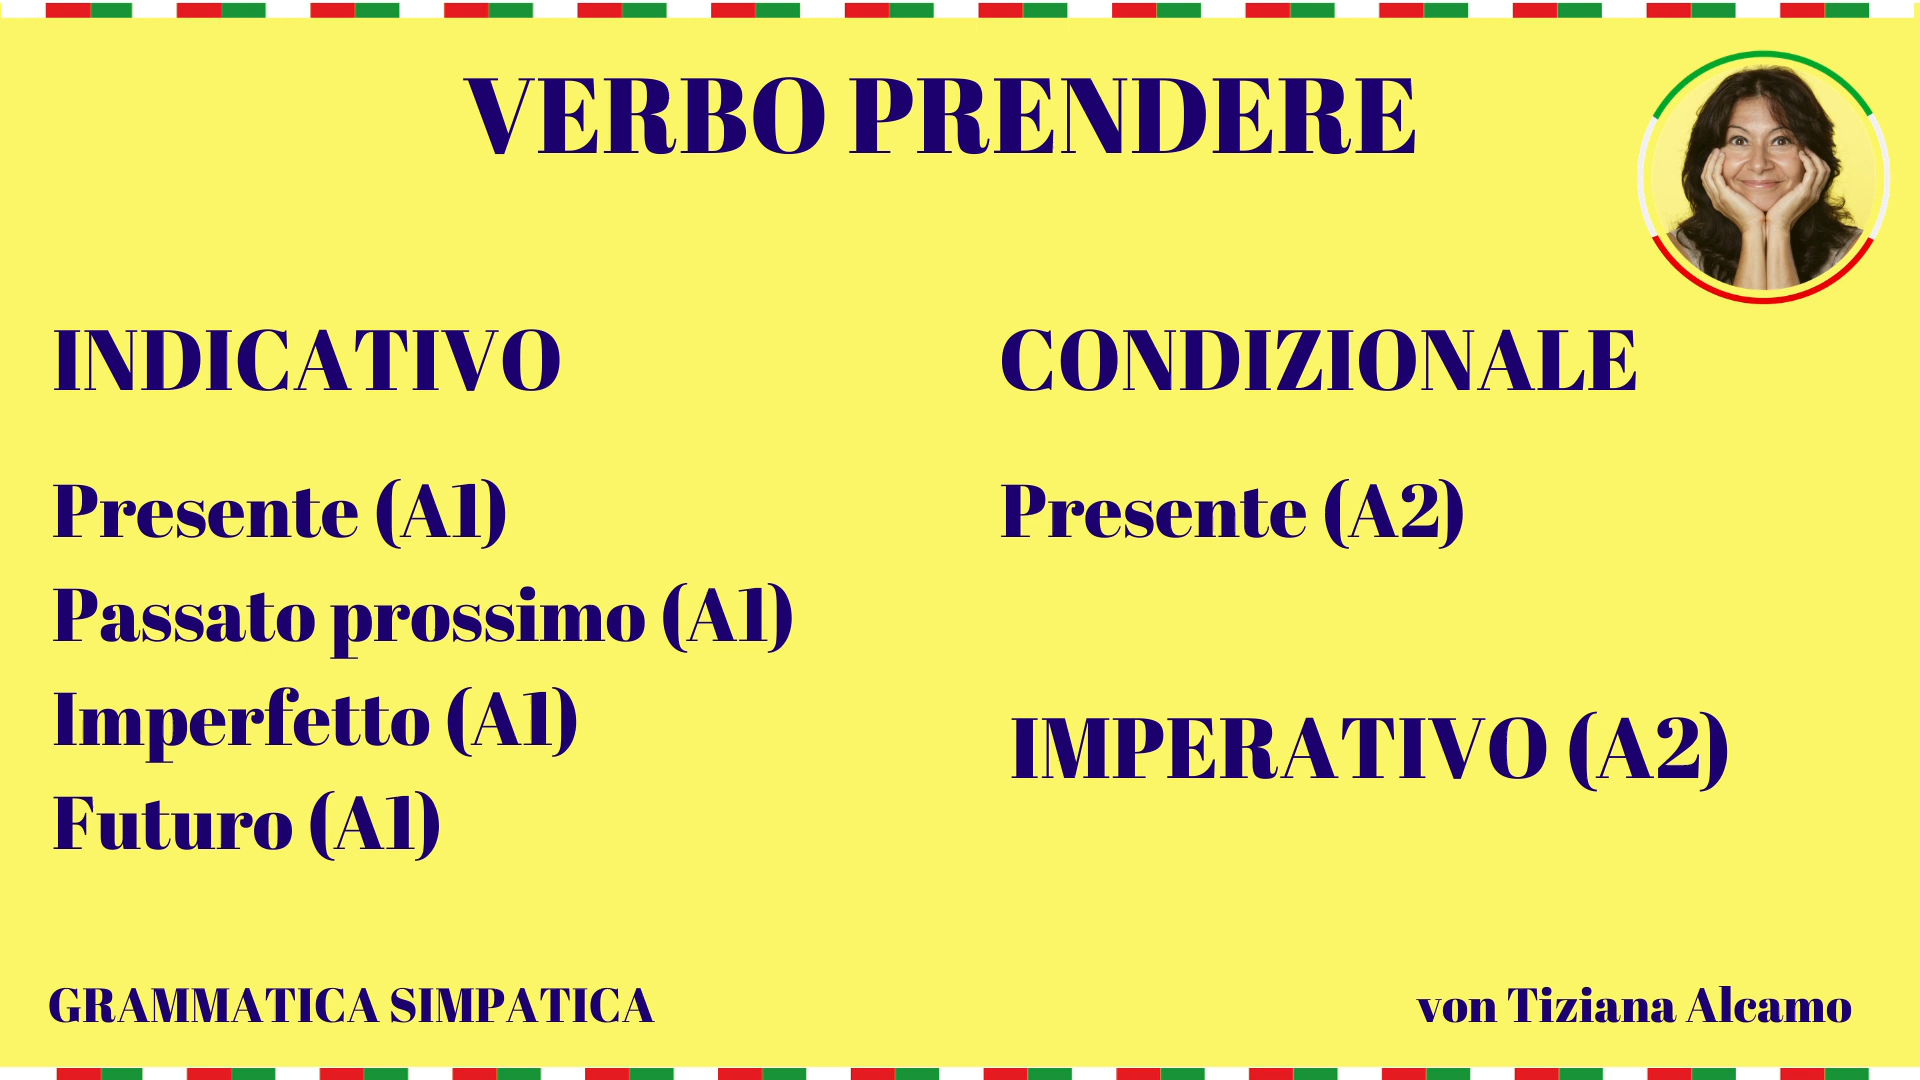 VERBO PRENDERE
INDICATIVO
Presente (A1)
Passato prossimo (A1)
Imperfetto (A1)
Futuro (A1)
CONDIZIONALE
Presente (A2)
IMPERATIVO (A2)
GRAMMATICA SIMPATICA
von Tiziana Alcamo